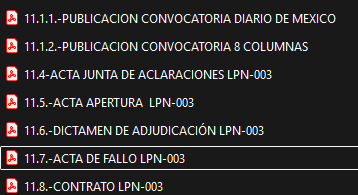 11.1.1.-PUBLICACION CONVOCATORIA DIARIO DE MEXICO
11.1.2.-PUBLICACION CONVOCATORIA 8 COLUMNAS
11.4-ACTA JUNTA DE ACLARACIONES LPN-003
11.5.-ACTA APERTURA  LPN-003
11.6.-DICTAMEN DE ADJUDICACIÓN LPN-003
11.7.-ACTA DE FALLO LPN-003
11.8.-CONTRATO LPN-003